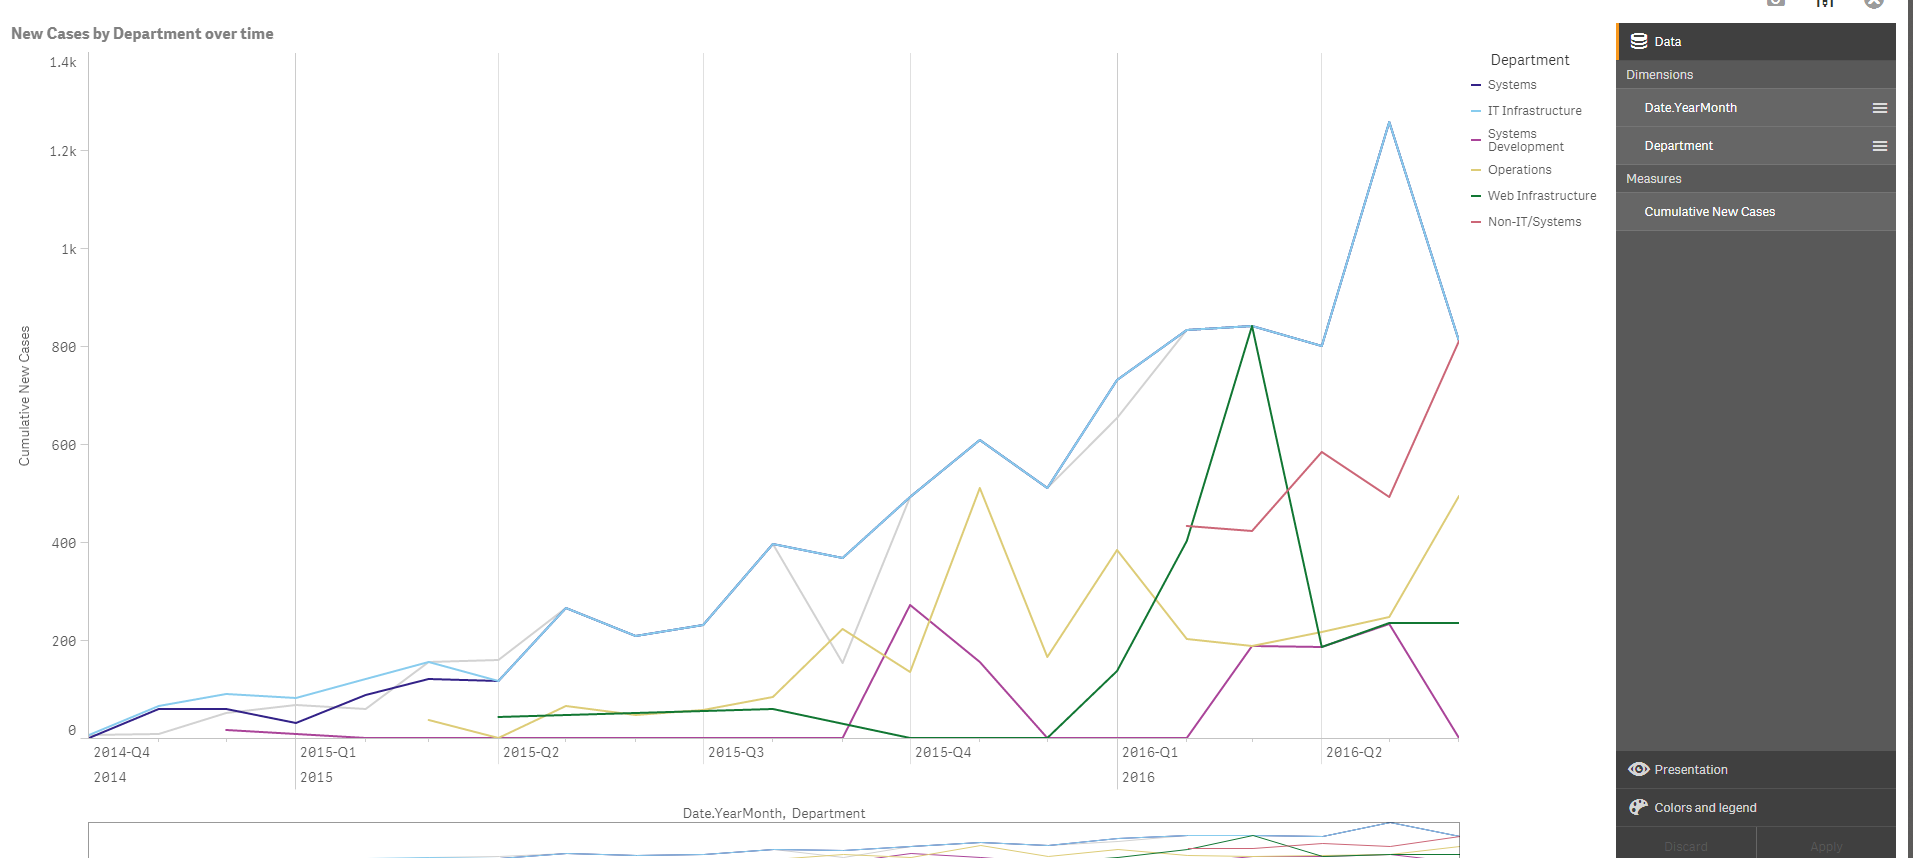 New Cases by Department over time
1.4k
1.2k
1k
800
600
400
200
0
Cumulative New Cases
2014-Q4
2015-Q1
2015-Q2
2015-Q3
2015-Q4
2016-Q1
2016-Q2
2014
2015
2016
Date.YearMonth, Department
Department
Systems
IT Infrastructure
Systems
Development
Operations
Web Infrastructure
Non-IT/Systems
Data
Dimensions
Date.YearMonth
Department
Measures
Cumulative New Cases
Presentation
Colors and legend
Discard
Apply